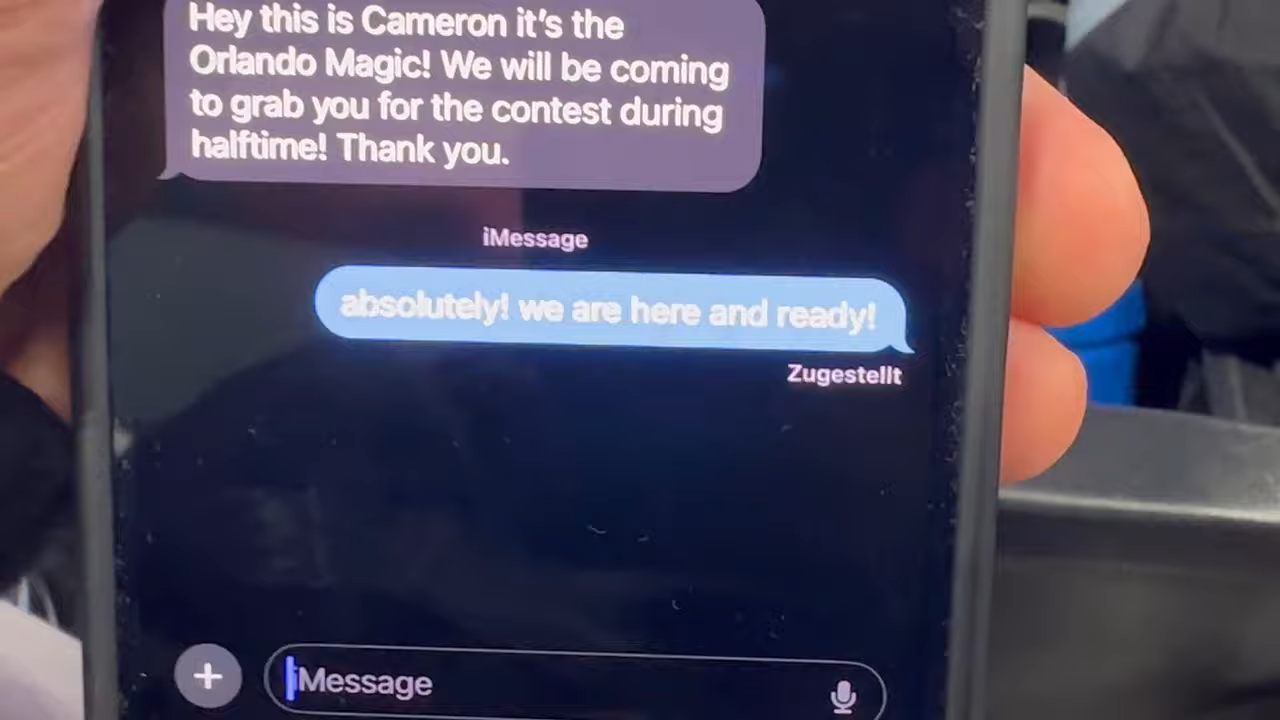 Hey this is Cameron it's the
Orlando Magic! We will be coming
to grab you for the contest during
halftime! Thank you.
iMessage
absolutely! we are here and ready!
Zugestellt
iMessage